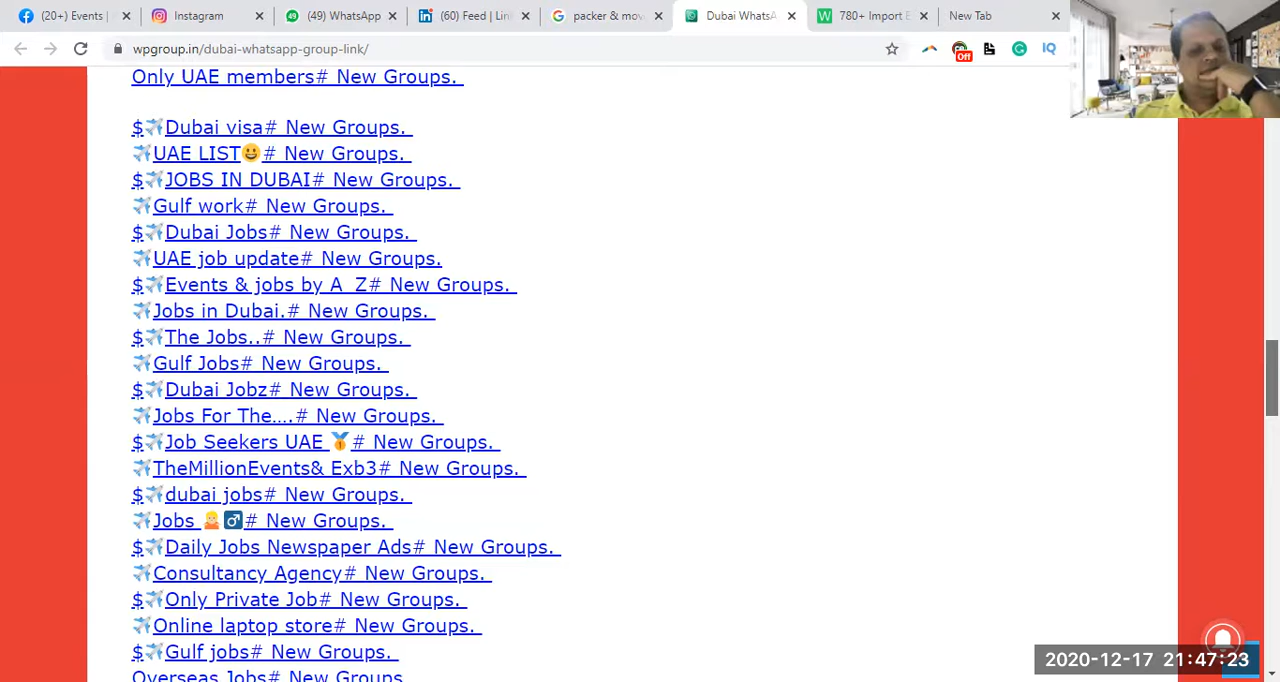 (20+) Events |
Instagram
(49) WhatsApp
(60) Feed | Lin
packer & mov
Dubai WhatsA
780+ Import E
New Tab
wpgroup.in/dubai-whatsapp-group-link/
Off
IQ
Only UAE members# New Groups.
$✈️Dubai visa# New Groups.
✈️UAE LIST😀# New Groups.
$✈️JOBS IN DUBAI# New Groups.
✈️Gulf work# New Groups.
$✈️Dubai Jobs# New Groups.
✈️UAE job update# New Groups.
$✈️Events & jobs by A_Z# New Groups.
✈️Jobs in Dubai.# New Groups.
$✈️The Jobs..# New Groups.
✈️Gulf Jobs# New Groups.
$✈️Dubai Jobz# New Groups.
✈️Jobs For The….# New Groups.
$✈️Job Seekers UAE 🥇# New Groups.
✈️TheMillionEvents& Exb3# New Groups.
$✈️dubai jobs# New Groups.
✈️Jobs 🤷🏼♂️# New Groups.
$✈️Daily Jobs Newspaper Ads# New Groups.
✈️Consultancy Agency# New Groups.
$✈️Only Private Job# New Groups.
✈️Online laptop store# New Groups.
$✈️Gulf jobs# New Groups.
Overseas Jobs# New Groups.
2020-12-17 21:47:23